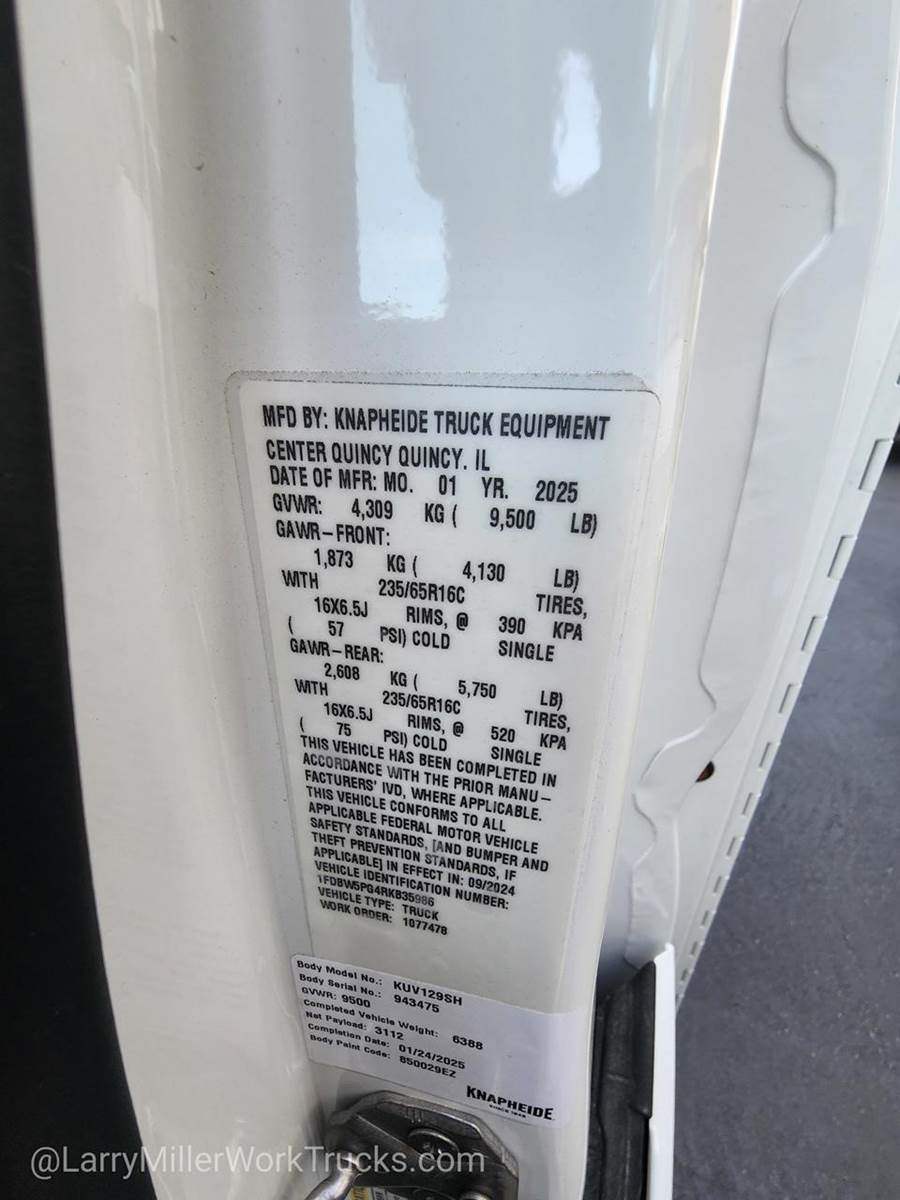 MFD BY: KNAPHEIDE TRUCK EQUIPMENT
CENTER QUINCY QUINCY, IL
DATE OF MFR: MO. 01 YR. 2025
GVWR: 4,309 KG ( 9,500 LB)
GAWR-FRONT:
1,873 KG ( 4,130 LB)
WITH 235/65R16C TIRES,
16X6.5J RIMS, @ 390 KPA
( 57 PSI) COLD SINGLE
GAWR-REAR:
2,608 KG ( 5,750 LB)
WITH 235/65R16C TIRES,
16X6.5J RIMS, @ 520 KPA
( 75 PSI) COLD SINGLE
THIS VEHICLE HAS BEEN COMPLETED IN
ACCORDANCE WITH THE PRIOR MANU-
FACTURERS' IVD, WHERE APPLICABLE.
THIS VEHICLE CONFORMS TO ALL
APPLICABLE FEDERAL MOTOR VEHICLE
SAFETY STANDARDS, [AND BUMPER AND
THEFT PREVENTION STANDARDS, IF
APPLICABLE] IN EFFECT IN: 09/2024
VEHICLE IDENTIFICATION NUMBER:
1FDBW5PG4RKB35986
VEHICLE TYPE: TRUCK
WORK ORDER: 1077478
Body Model No.: KUV129SH
Body Serial No.: 943475
GVWR: 9500
Completed Vehicle Weight: 6388
Net Payload: 3112
Completion Date: 01/24/2025
Body Paint Code: 850029EZ
KNAPHEIDE
SINCE 1848
@LarryMillerWorkTrucks.com